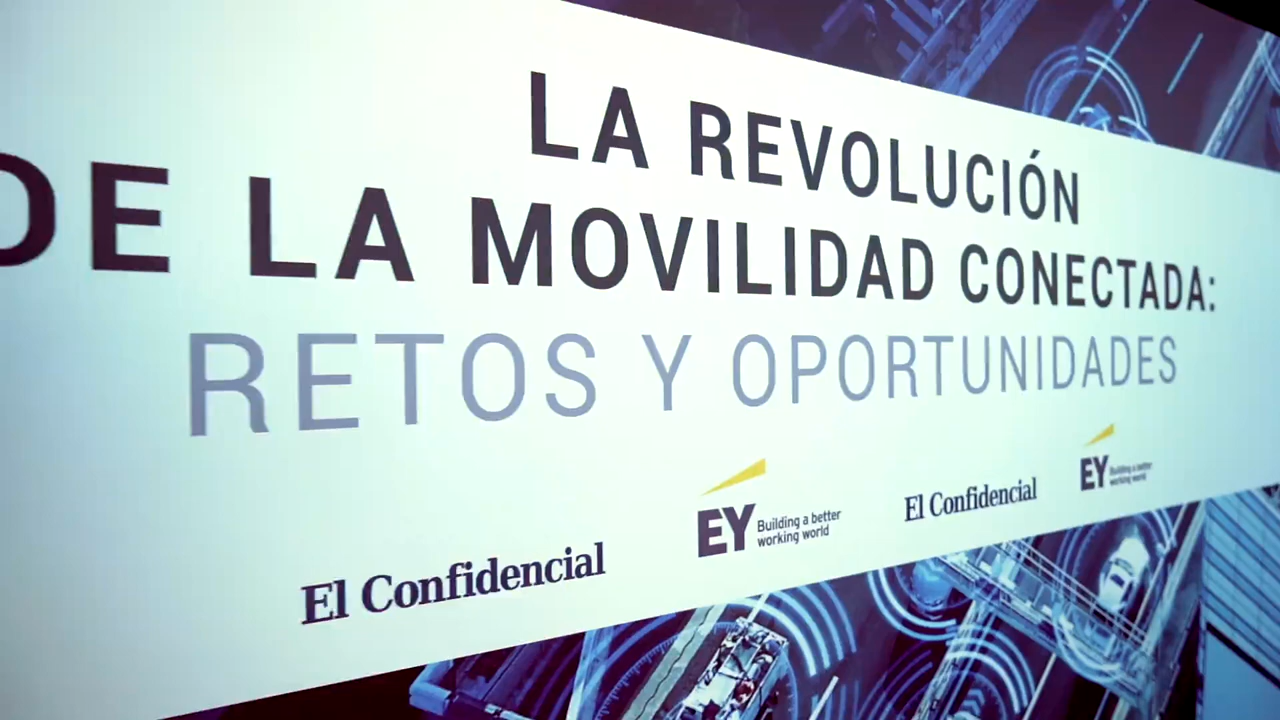 LA REVOLUCIÓN
DE LA MOVILIDAD CONECTADA:
RETOS Y OPORTUNIDADES
El Confidencial
EY Building a better
working world
El Confidencial
EY Building a better
working world